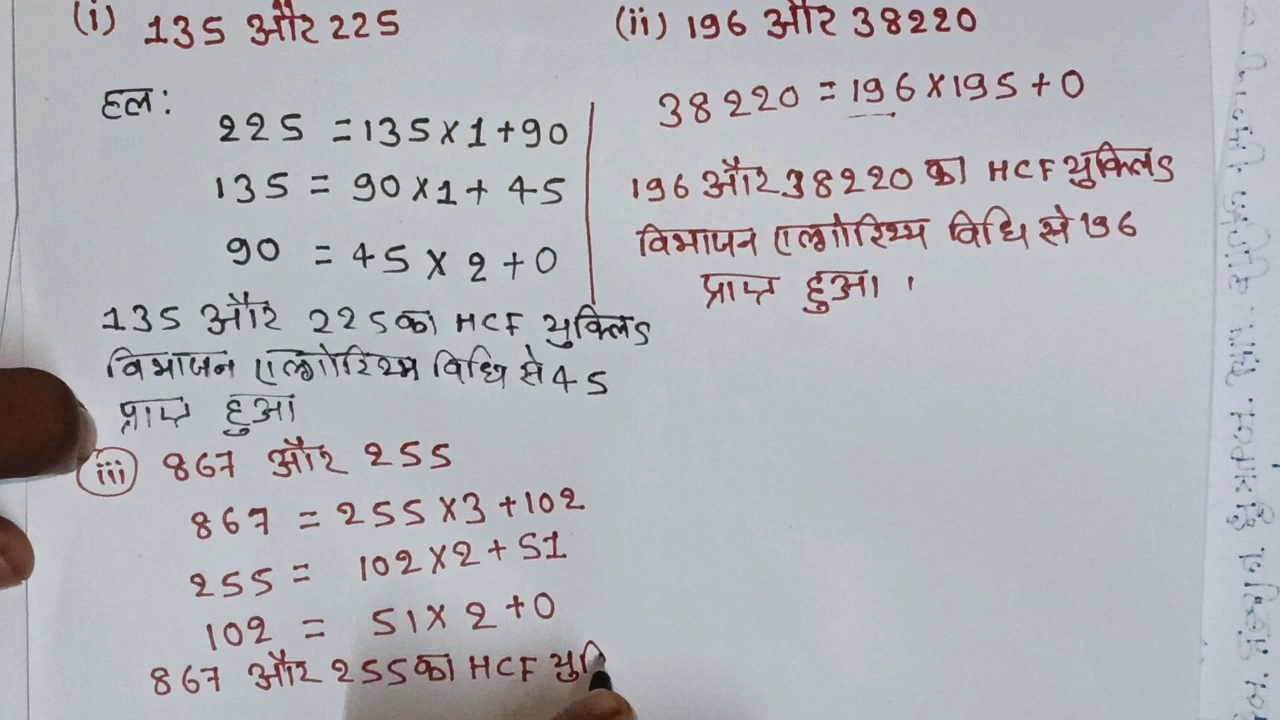 (i) 135 और 225
हल:
225 = 135 × 1 + 90
135 = 90 × 1 + 45
90 = 45 × 2 + 0
135 और 225 का HCF युक्लिड
विभाजन एल्गोरिथ्म विधि से 45
प्राप्त हुआ
(ii) 196 और 38220
38220 = 196 × 195 + 0
196 और 38220 का HCF युक्लिड
विभाजन एल्गोरिथ्म विधि से 196
प्राप्त हुआ ।
iii 867 और 255
867 = 255 × 3 + 102
255 = 102 × 2 + 51
102 = 51 × 2 + 0
867 और 255 का HCF